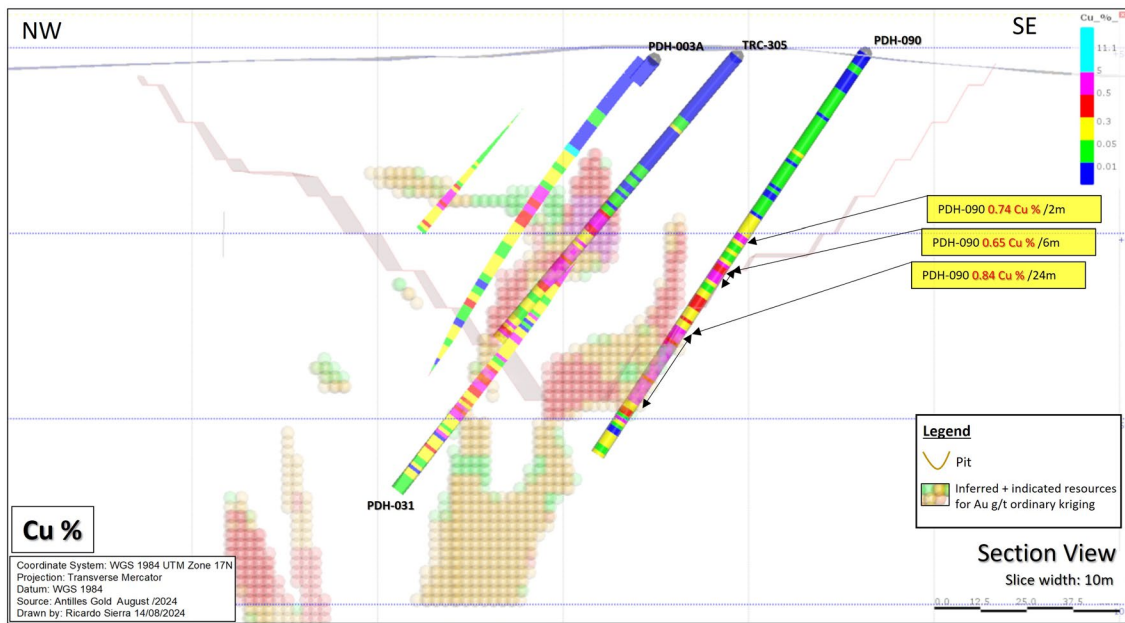 NW
SE
PDH-003A
TRC-305
PDH-090
Cu_%_
11.1
5
0.5
0.3
0.05
0.01
PDH-090 0.74 Cu % /2m
PDH-090 0.65 Cu % /6m
PDH-090 0.84 Cu % /24m
PDH-031
Legend
Pit
Inferred + indicated resources
for Au g/t ordinary kriging
Cu %
Coordinate System: WGS 1984 UTM Zone 17N
Projection: Transverse Mercator
Datum: WGS 1984
Source: Antilles Gold August /2024
Drawn by: Ricardo Sierra 14/08/2024
Section View
Slice width: 10m
0.0 12.5 25.0 37.5